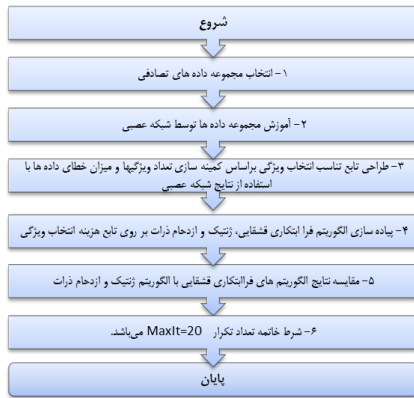 شروع
۱- انتخاب مجموعه داده های تصادفی
۲- آموزش مجموعه داده ها توسط شبکه عصبی
۳- طراحی تابع تناسب انتخاب ویژگی براساس کمینه سازی تعداد ویژگیها و میزان خطای داده ها با
استفاده از نتایج شبکه عصبی
۴- پیاده سازی الگوریتم فرا ابتکاری قشقایی، ژنتیک و ازدحام ذرات بر روی تابع هزینه انتخاب ویژگی
۵- مقایسه نتایج الگوریتم های فراابتکاری قشقایی با الگوریتم ژنتیک و ازدحام ذرات
۶- شرط خاتمه تعداد تکرار MaxIt=20 می‌باشد.
پایان